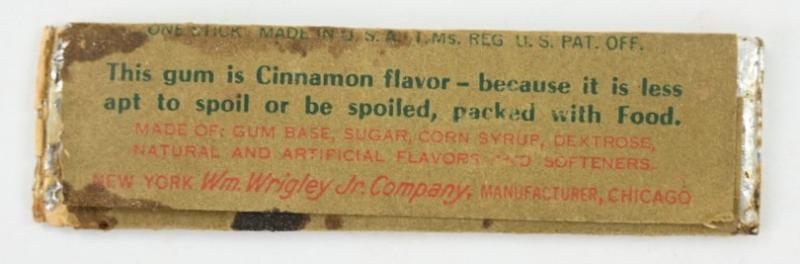 ONE STICK MADE IN U.S.A. T.Ms. REG U.S. PAT. OFF.
This gum is Cinnamon flavor – because it is less
apt to spoil or be spoiled, packed with Food.
MADE OF: GUM BASE, SUGAR, CORN SYRUP, DEXTROSE,
NATURAL AND ARTIFICIAL FLAVORS AND SOFTENERS.
NEW YORK Wm. Wrigley Jr. Company, MANUFACTURER, CHICAGO